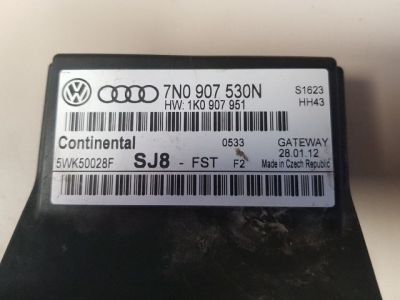 7N0 907 530N S1623
HW: 1K0 907 951 HH43
Continental 0533 GATEWAY
28.01.12
5WK50028F SJ8 - FST F2 Made in Czech Republic